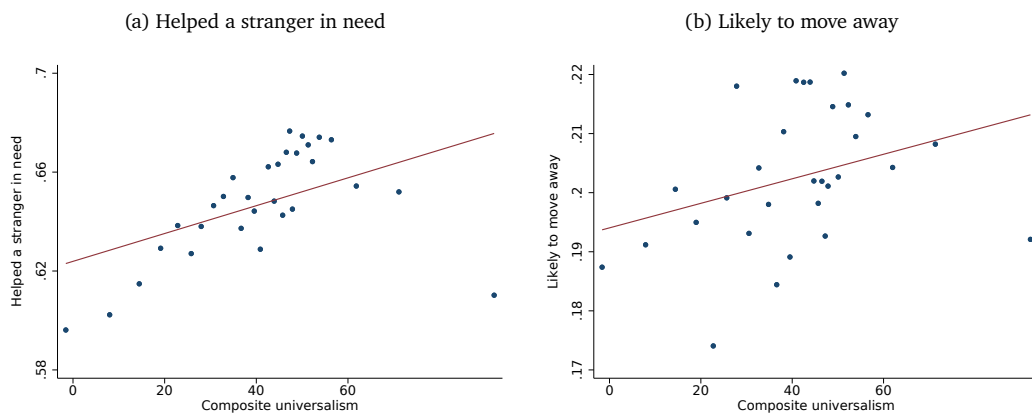 (a) Helped a stranger in need
Helped a stranger in need
.7
.66
.62
.58
0 20 40 60
Composite universalism
(b) Likely to move away
Likely to move away
.22
.21
.2
.19
.18
.17
0 20 40 60
Composite universalism